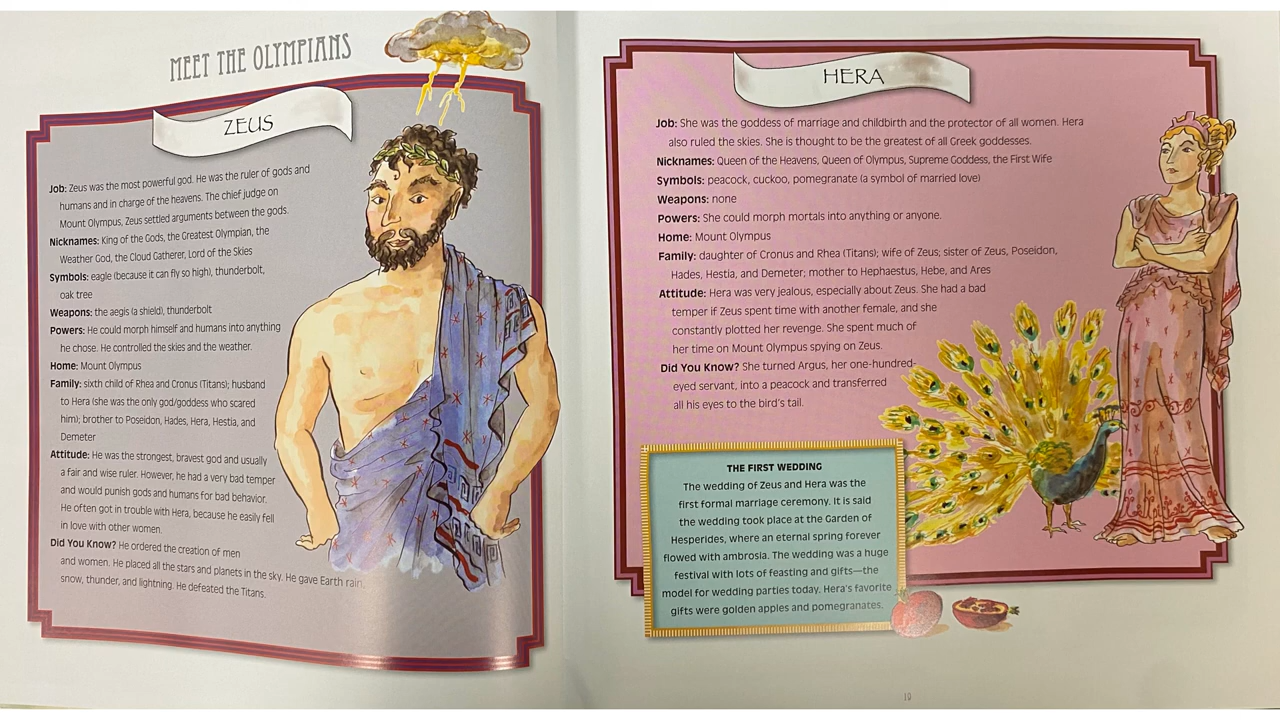 MEET THE OLYMPIANS
ZEUS
Job: Zeus was the most powerful god. He was the ruler of gods and
humans and in charge of the heavens. The chief judge on
Mount Olympus, Zeus settled arguments between the gods.
Nicknames: King of the Gods, the Greatest Olympian, the
Weather God, the Cloud Gatherer, Lord of the Skies
Symbols: eagle (because it can fly so high), thunderbolt,
oak tree
Weapons: the aegis (a shield), thunderbolt
Powers: He could morph himself and humans into anything
he chose. He controlled the skies and the weather.
Home: Mount Olympus
Family: sixth child of Rhea and Cronus (Titans); husband
to Hera (she was the only god/goddess who scared
him); brother to Poseidon, Hades, Hera, Hestia, and
Demeter
Attitude: He was the strongest, bravest god and usually
a fair and wise ruler. However, he had a very bad temper
and would punish gods and humans for bad behavior.
He often got in trouble with Hera, because he easily fell
in love with other women.
Did You Know? He ordered the creation of men
and women. He placed all the stars and planets in the sky. He gave Earth rain,
snow, thunder, and lightning. He defeated the Titans.
HERA
Job: She was the goddess of marriage and childbirth and the protector of all women. Hera
also ruled the skies. She is thought to be the greatest of all Greek goddesses.
Nicknames: Queen of the Heavens, Queen of Olympus, Supreme Goddess, the First Wife
Symbols: peacock, cuckoo, pomegranate (a symbol of married love)
Weapons: none
Powers: She could morph mortals into anything or anyone.
Home: Mount Olympus
Family: daughter of Cronus and Rhea (Titans); wife of Zeus; sister of Zeus, Poseidon,
Hades, Hestia, and Demeter; mother to Hephaestus, Hebe, and Ares
Attitude: Hera was very jealous, especially about Zeus. She had a bad
temper if Zeus spent time with another female, and she
constantly plotted her revenge. She spent much of
her time on Mount Olympus spying on Zeus.
Did You Know? She turned Argus, her one-hundred-
eyed servant, into a peacock and transferred
all his eyes to the bird's tail.
THE FIRST WEDDING
The wedding of Zeus and Hera was the
first formal marriage ceremony. It is said
the wedding took place at the Garden of
Hesperides, where an eternal spring forever
flowed with ambrosia. The wedding was a huge
festival with lots of feasting and gifts—the
model for wedding parties today. Hera's favorite
gifts were golden apples and pomegranates.